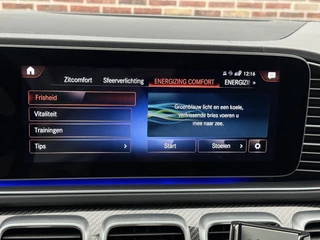 12:16
Zitcomfort Sfeerverlichting ENERGIZING COMFORT ENERGIZI
Frisheid
Vitaliteit
Trainingen
Tips
Groenblauw licht en een koele,
verfrissende bries voeren u
mee naar zee.
Start
Stoelen